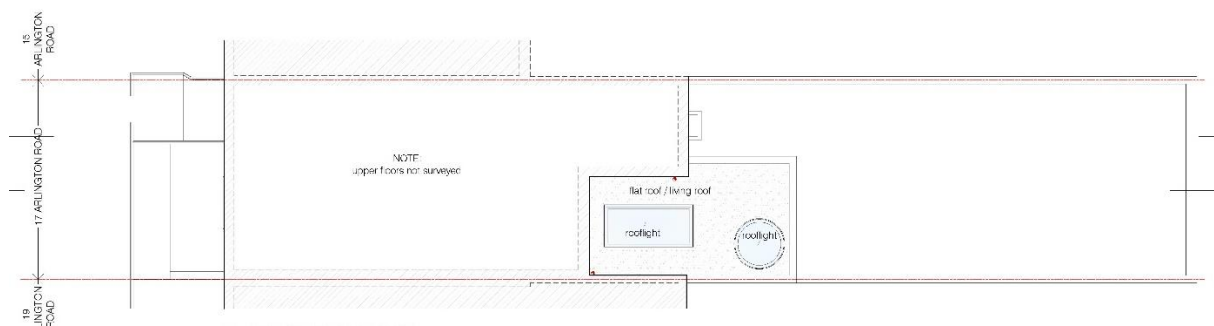 15
ARLINGTON
ROAD
17 ARLINGTON ROAD
19
LINGTON
ROAD
NOTE:
upper floors not surveyed
flat roof / living roof
rooflight
rooflight